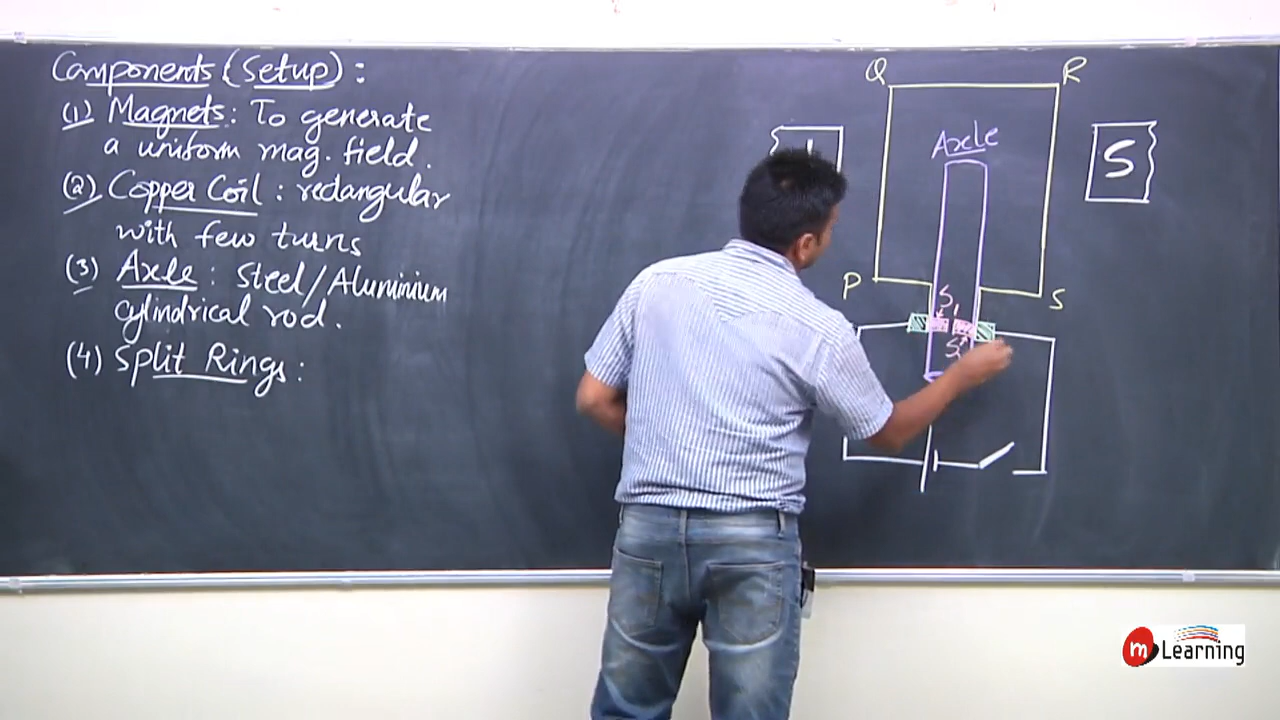 Components (Setup) :
(1) Magnets : To generate
a uniform mag. field.
(2) Copper Coil : rectangular
with few turns
(3) Axle : Steel/Aluminium
cylindrical rod.
(4) Split Rings :
Q R
Axle
S
P S
S1
S2
m Learning